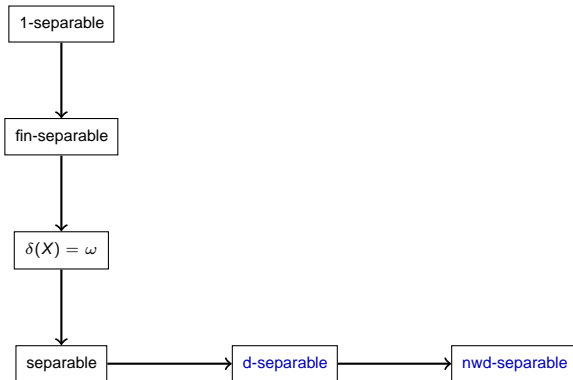 1-separable
fin-separable
δ(X) = ω
separable
d-separable
nwd-separable